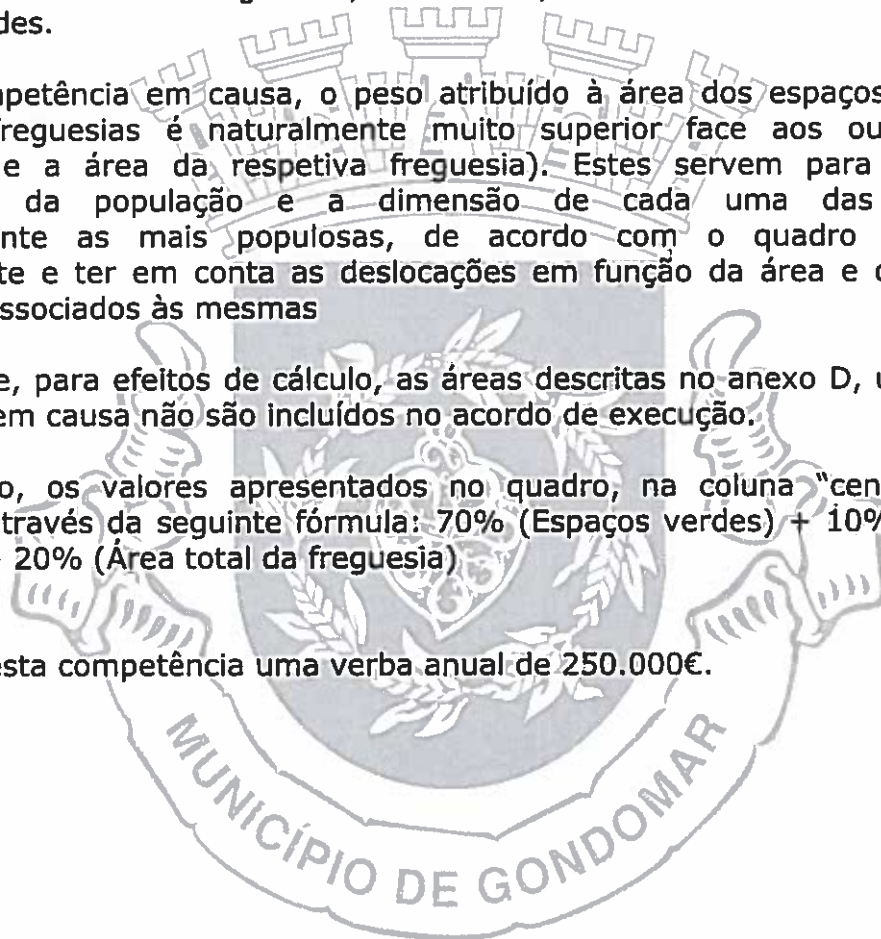 des.
petência em causa, o peso atribuído à área dos espaços
freguesias é naturalmente muito superior face aos ou
e a área da respetiva freguesia). Estes servem para
da população e a dimensão de cada uma das
nte as mais populosas, de acordo com o quadro
te e ter em conta as deslocações em função da área e
ssociados às mesmas
e, para efeitos de cálculo, as áreas descritas no anexo D,
em causa não são incluídos no acordo de execução.
o, os valores apresentados no quadro, na coluna "cen
través da seguinte fórmula: 70% (Espaços verdes) + 10%
20% (Área total da freguesia)
esta competência uma verba anual de 250.000€.
MUNICÍPIO DE GONDOMAR